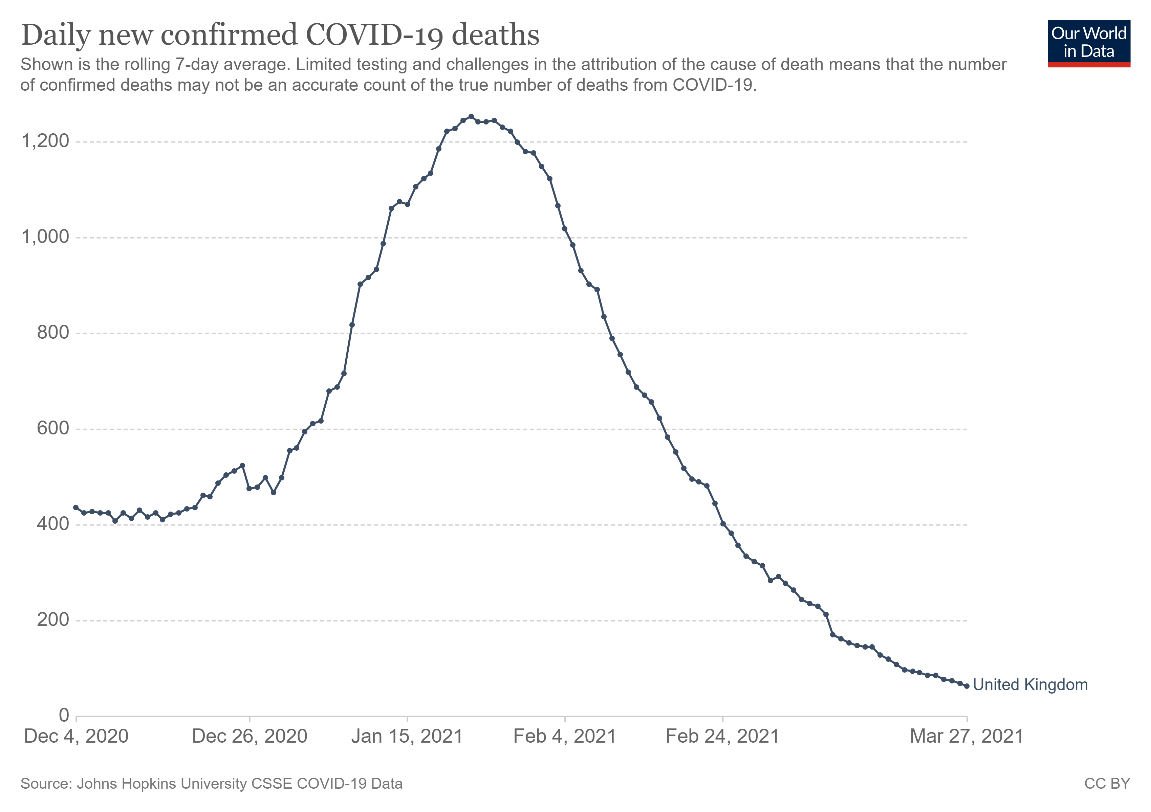 Daily new confirmed COVID-19 deaths
Our World
in Data
Shown is the rolling 7-day average. Limited testing and challenges in the attribution of the cause of death means that the number
of confirmed deaths may not be an accurate count of the true number of deaths from COVID-19.
1,200
1,000
800
600
400
200
0
United Kingdom
Dec 4, 2020
Dec 26, 2020
Jan 15, 2021
Feb 4, 2021
Feb 24, 2021
Mar 27, 2021
Source: Johns Hopkins University CSSE COVID-19 Data
CC BY